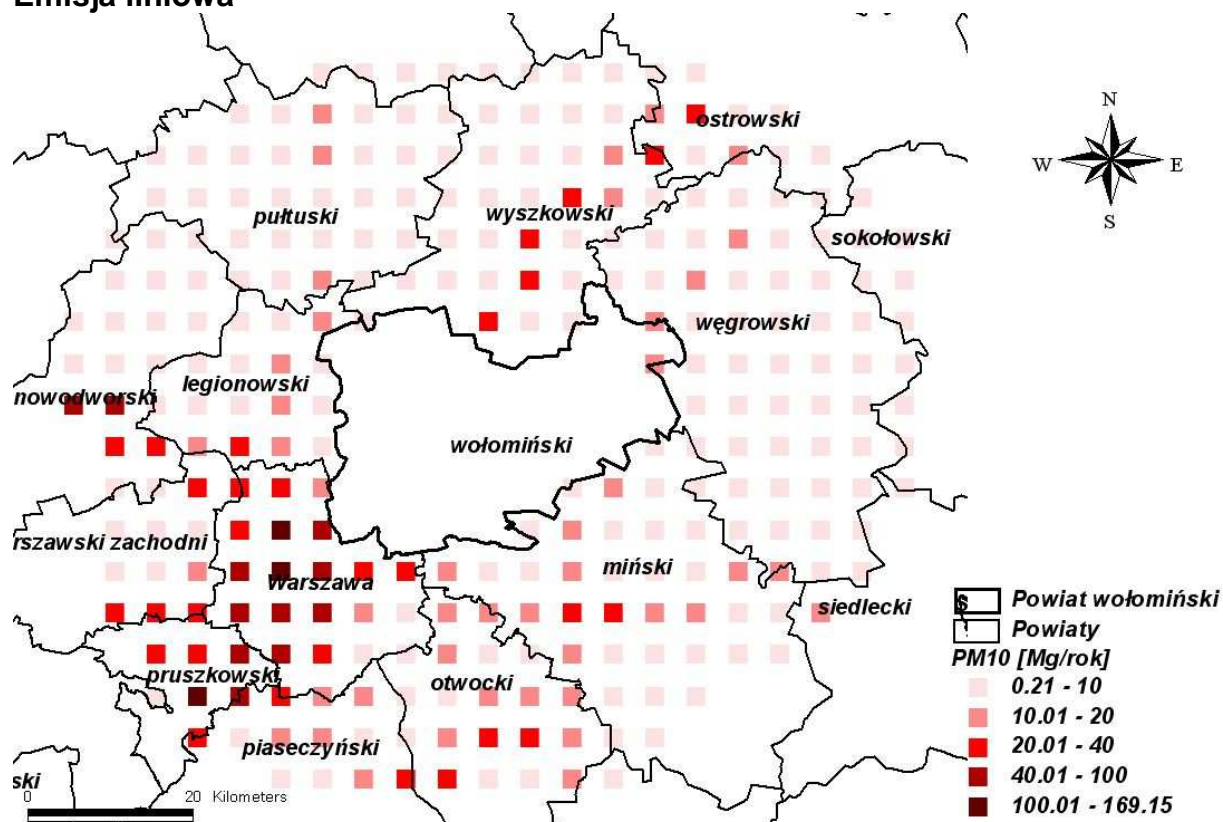 Emisja liniowa
N
W E
S
ostrowski
pułtuski
wyszkowski
sokołowski
węgrowski
nowodworski
legionowski
wołomiński
rszawski zachodni
Warszawa
miński
siedlecki
pruszkowski
otwocki
piaseczyński
ski
0 20 Kilometers
Powiat wołomiński
Powiaty
PM10 [Mg/rok]
0.21 - 10
10.01 - 20
20.01 - 40
40.01 - 100
100.01 - 169.15